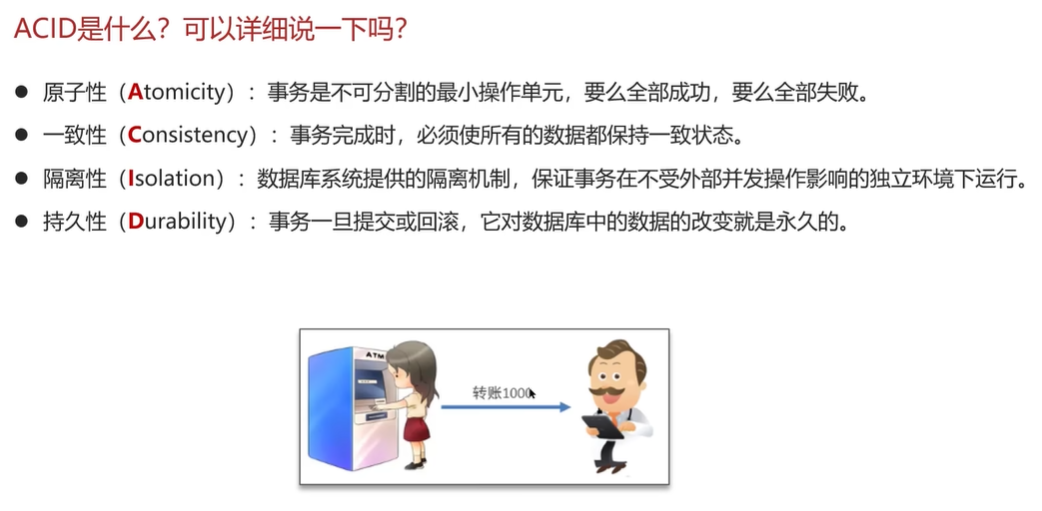 ACID是什么？可以详细说一下吗？
● 原子性（Atomicity）：事务是不可分割的最小操作单元，要么全部成功，要么全部失败。
● 一致性（Consistency）：事务完成时，必须使所有的数据都保持一致状态。
● 隔离性（Isolation）：数据库系统提供的隔离机制，保证事务在不受外部并发操作影响的独立环境下运行。
● 持久性（Durability）：事务一旦提交或回滚，它对数据库中的数据的改变就是永久的。
ATM
转账1000